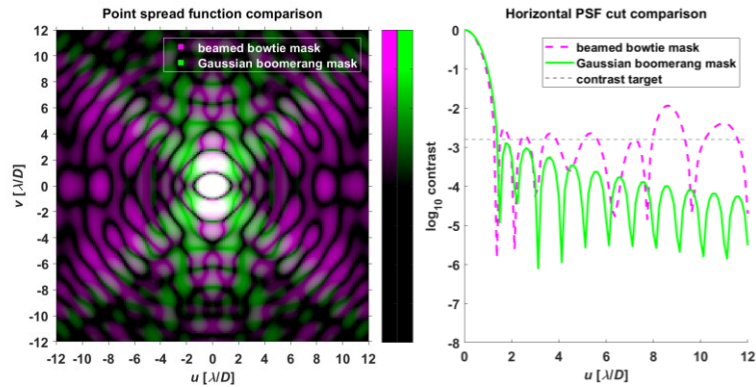 Point spread function comparison
12
10
8
6
4
2
0
-2
-4
-6
-8
-10
-12
v [λ/D]
beamed bowtie mask
Gaussian boomerang mask
-12 -10 -8 -6 -4 -2 0 2 4 6 8 10 12
u [λ/D]
Horizontal PSF cut comparison
-0
-1
-2
-3
-4
-5
-6
-7
-8
log10 contrast
beamed bowtie mask
Gaussian boomerang mask
contrast target
0 2 4 6 8 10 12
u [λ/D]